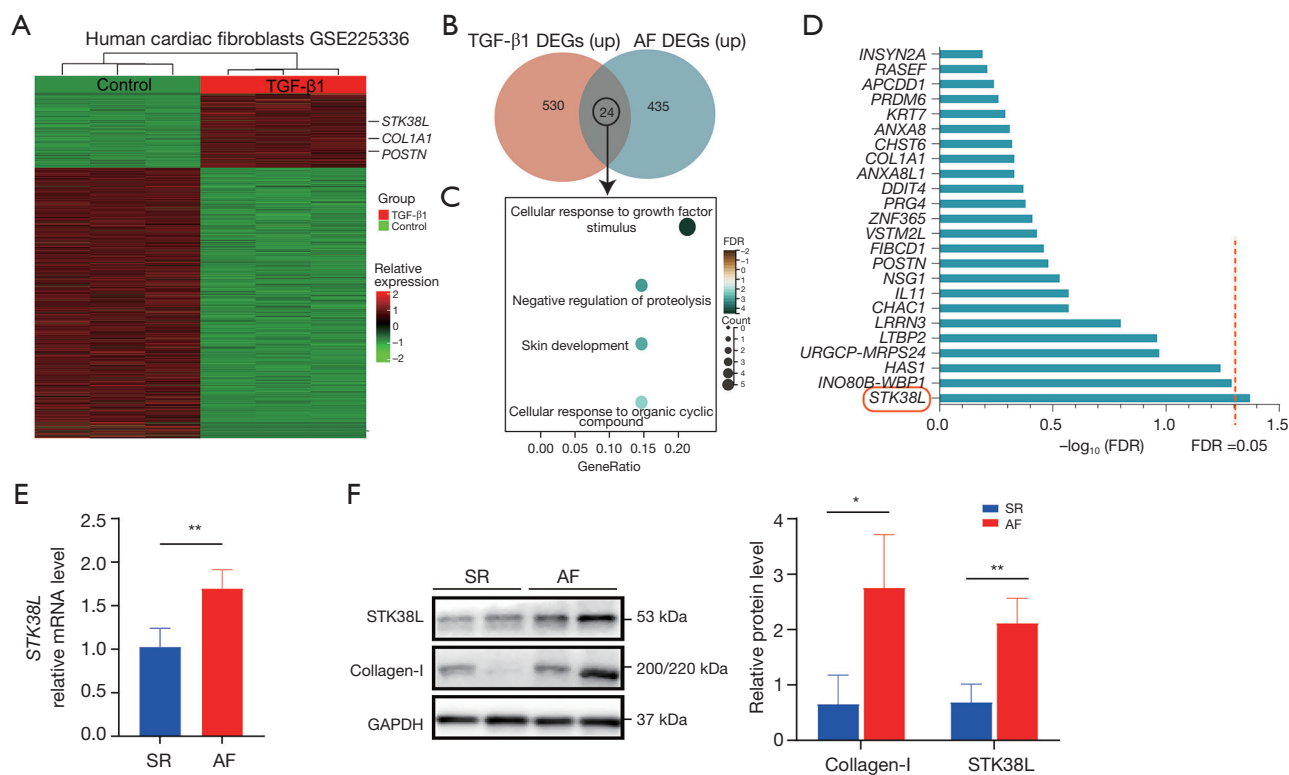 A
Human cardiac fibroblasts GSE225336
Control
TGF-β1
STK38L
COL1A1
POSTN
Group
TGF-β1
Control
Relative
expression
2
1
0
−1
−2
B
TGF-β1 DEGs (up)
AF DEGs (up)
530
24
435
C
Cellular response to growth factor
stimulus
Negative regulation of proteolysis
Skin development
Cellular response to organic cyclic
compound
0.00 0.05 0.10 0.15 0.20
GeneRatio
FDR
−2
−1
0
1
2
3
4
Count
0
1
2
3
4
5
D
INSYN2A
RASEF
APCDD1
PRDM6
KRT7
ANXA8
CHST6
COL1A1
ANXA8L1
DDIT4
PRG4
ZNF365
VSTM2L
FIBCD1
POSTN
NSG1
IL11
CHAC1
LRRN3
LTBP2
URGCP-MRPS24
HAS1
INO80B-WBP1
STK38L
0.0 0.5 1.0 1.5
−log10 (FDR)
FDR =0.05
E
STK38L
relative mRNA level
2.5
2.0
1.5
1.0
0.5
0.0
**
SR AF
F
SR AF
STK38L
53 kDa
Collagen-I
200/220 kDa
GAPDH
37 kDa
Relative protein level
4
3
2
1
0
SR
AF
*
**
Collagen-I STK38L